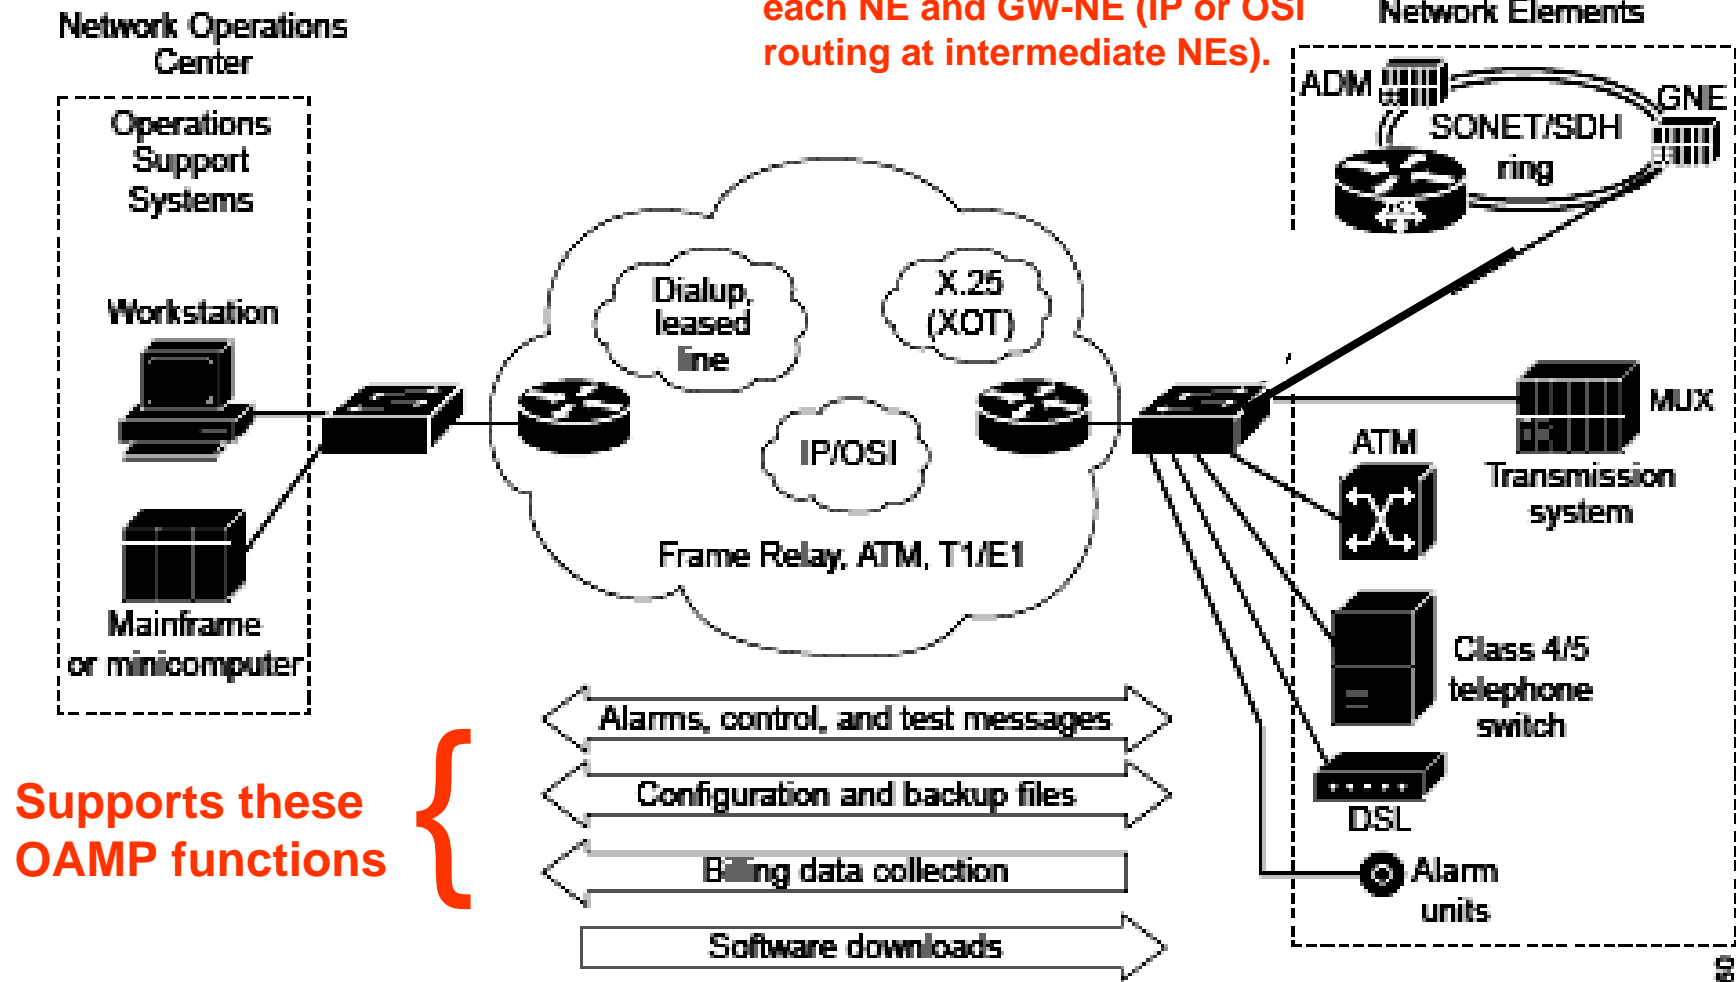 each NE and GW-NE (IP or OSI
routing at intermediate NEs).
Network Operations
Center
Network Elements
Operations
Support
Systems
Workstation
Mainframe
or minicomputer
Dialup,
leased
line
X.25
(XOT)
IP/OSI
Frame Relay, ATM, T1/E1
ADM
GNE
SONET/SDH
ring
MUX
Transmission
system
ATM
Class 4/5
telephone
switch
DSL
Alarm
units
Supports these
OAMP functions
{
Alarms, control, and test messages
Configuration and backup files
Billing data collection
Software downloads